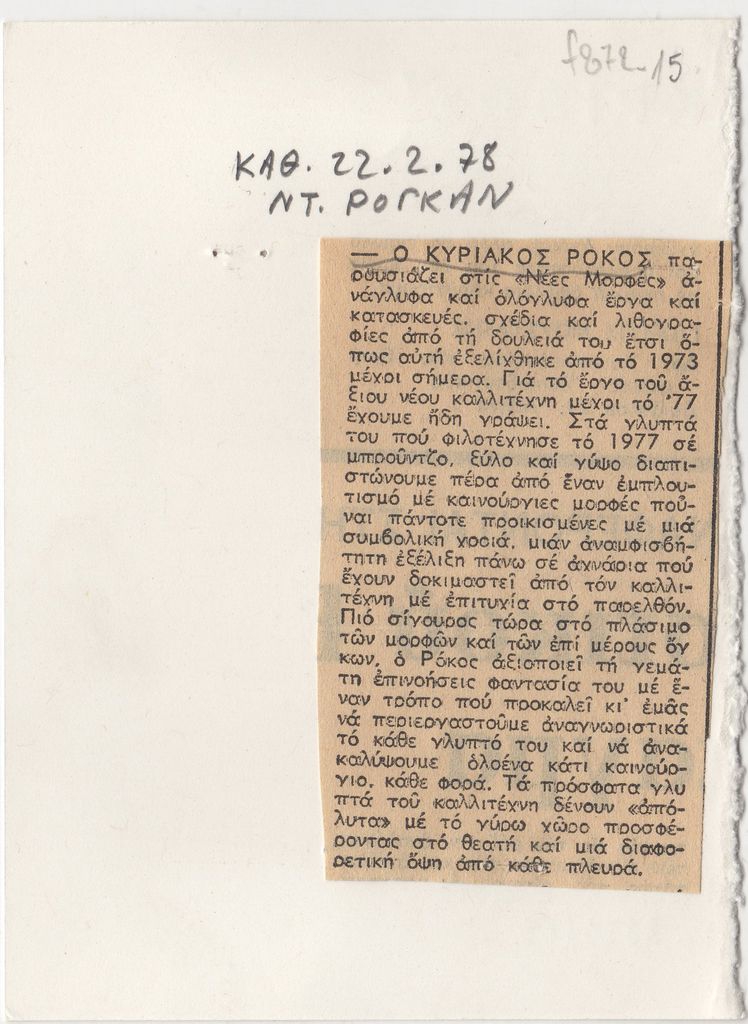 f872-15
ΚΑΘ. 22.2.78
ΝΤ. ΡΟΓΚΑΝ
— Ο ΚΥΡΙΑΚΟΣ ΡΟΚΟΣ πα-
ρουσιάζει στίς «Νέες Μορφές» ἀ-
νάγλυφα καί ὁλόγλυφα ἔργα καί
κατασκευές, σχέδια καί λιθογρα-
φίες ἀπό τή δουλειά του ἔτσι ὅ-
πως αὐτή ἐξελίχθηκε ἀπό τό 1973
μέχρι σήμερα. Γιά τό ἔργο τοῦ ἄ-
ξιου νέου καλλιτέχνη μέχρι τό '77
ἔχουμε ἤδη γράψει. Στά γλυπτά
του πού φιλοτέχνησε τό 1977 σέ
μπροῦντζο, ξύλο καί γύψο διαπι-
στώνουμε πέρα ἀπό ἕναν ἐμπλου-
τισμό μέ καινούργιες μορφές ποὖ-
ναι πάντοτε προικισμένες μέ μιά
συμβολική χροιά, μιάν ἀναμφισβή-
τητη ἐξέλιξη πάνω σέ ἀχνάρια πού
ἔχουν δοκιμαστεῖ ἀπό τόν καλλι-
τέχνη μέ ἐπιτυχία στό παρελθόν.
Πιό σίγουρος τώρα στό πλάσιμο
τῶν μορφῶν καί τῶν ἐπί μέρους ὄγ
κων, ὁ Ρόκος ἀξιοποιεῖ τή γεμά-
τη ἐπινοήσεις φαντασία του μέ ἕ-
ναν τρόπο πού προκαλεῖ κι' ἐμᾶς
νά περιεργαστοῦμε ἀναγνωριστικά
τό κάθε γλυπτό του καί νά ἀνα-
καλύψουμε ὁλοένα κάτι καινούρ-
γιο, κάθε φορά. Τά πρόσφατα γλυ
πτά τοῦ καλλιτέχνη δένουν «ἀπό-
λυτα» μέ τό γύρω χῶρο προσφέ-
ροντας στό θεατή καί μιά διαφο-
ρετική ὄψη ἀπό κάθε πλευρά.